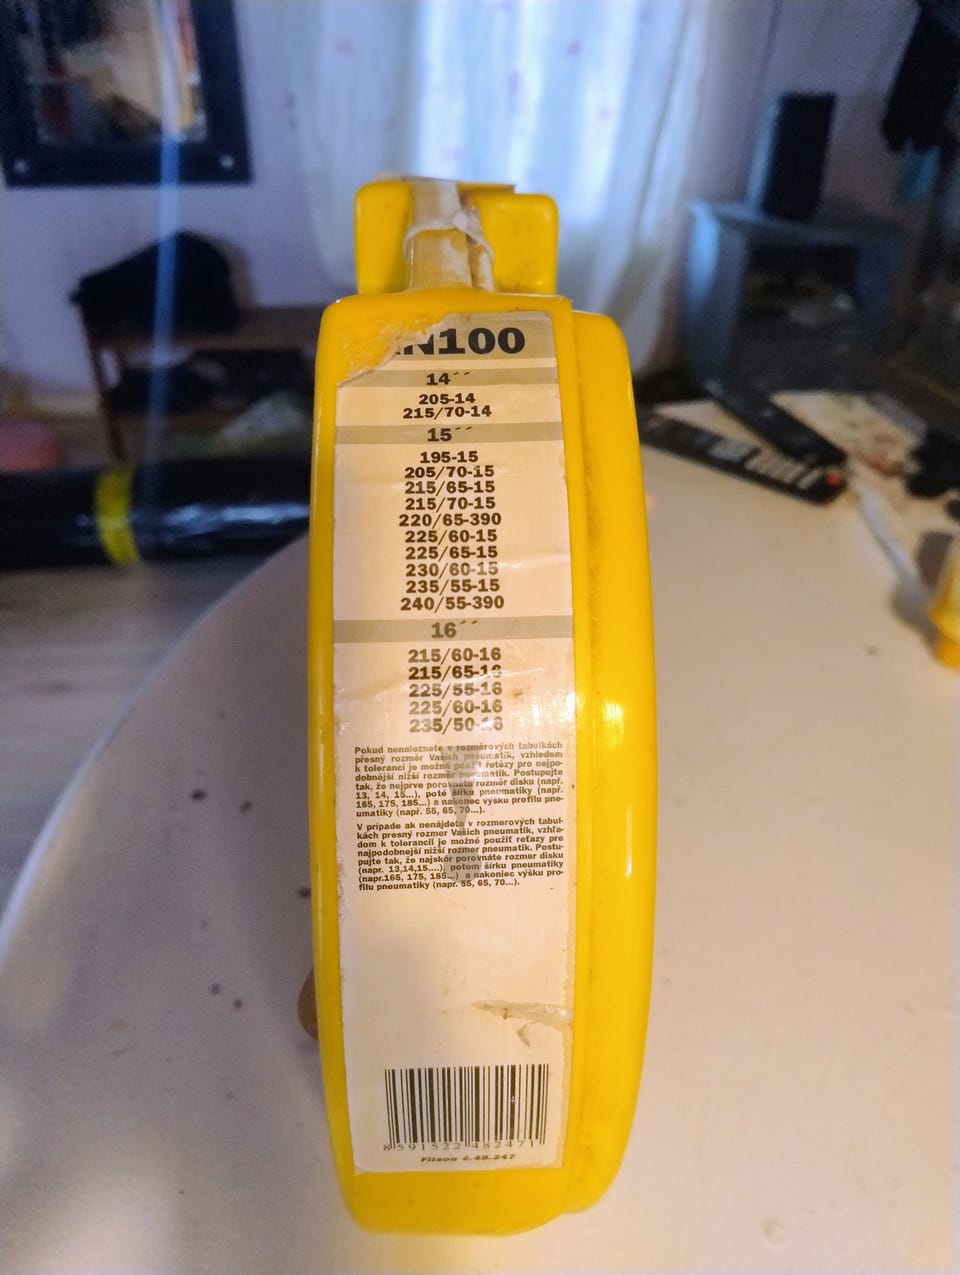 N100
14´´
205-14
215/70-14
15´´
195-15
205/70-15
215/65-15
215/70-15
220/65-390
225/60-15
225/65-15
230/60-15
235/55-15
240/55-390
16´´
215/60-16
215/65-16
225/55-16
225/60-16
235/50-16
Pokud nenaleznete v rozměrových tabulkách
přesný rozměr Vašich pneumatik, vzhledem
k toleranci je možné použít řetězy pro nejpo-
dobnější nižší rozměr pneumatik. Postupujte
tak, že nejprve porovnáte rozměr disku (např.
13, 14, 15...), poté šířku pneumatiky (např.
165, 175, 185...) a nakonec výšku profilu pne-
umatiky (např. 55, 65, 70...).
V prípade ak nenájdete v rozmerových tabul-
kách presný rozmer Vašich pneumatik, vzhľa-
dom k tolerancii je možné použiť reťazy pre
najpodobnejší nižší rozmer pneumatik. Postu-
pujte tak, že najskôr porovnáte rozmer disku
(napr. 13,14,15....), potom šírku pneumatiky
(napr.165, 175, 185...) a nakoniec výšku pro-
filu pneumatiky (napr. 55, 65, 70...).
8 591522 482471
Filson č.48.247